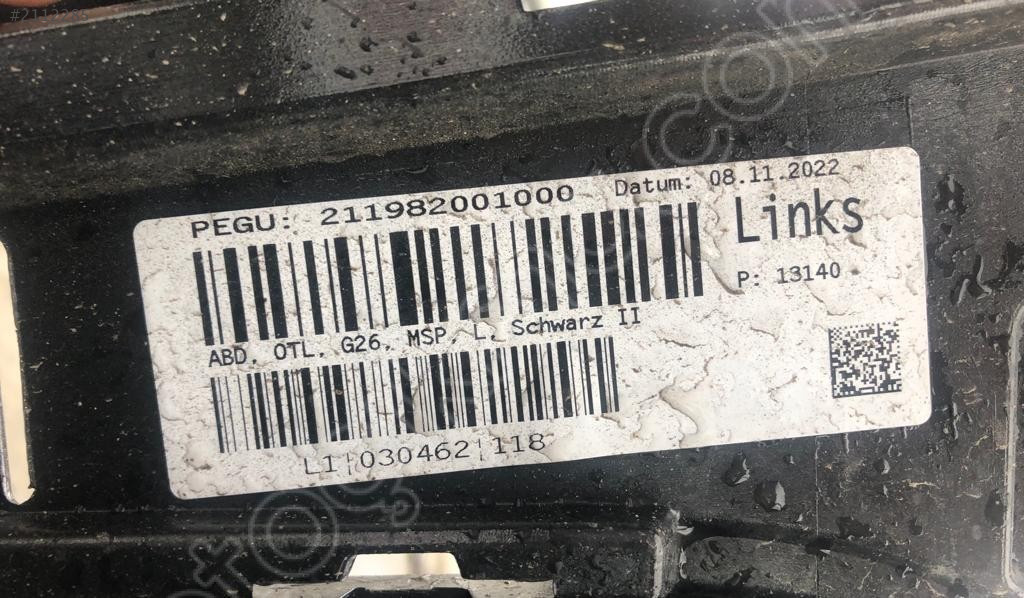 PEGU: 211982001000 Datum: 08.11.2022
Links
P: 13140
ABD. OTL. G26. MSP. L. Schwarz II
L1|030462|118